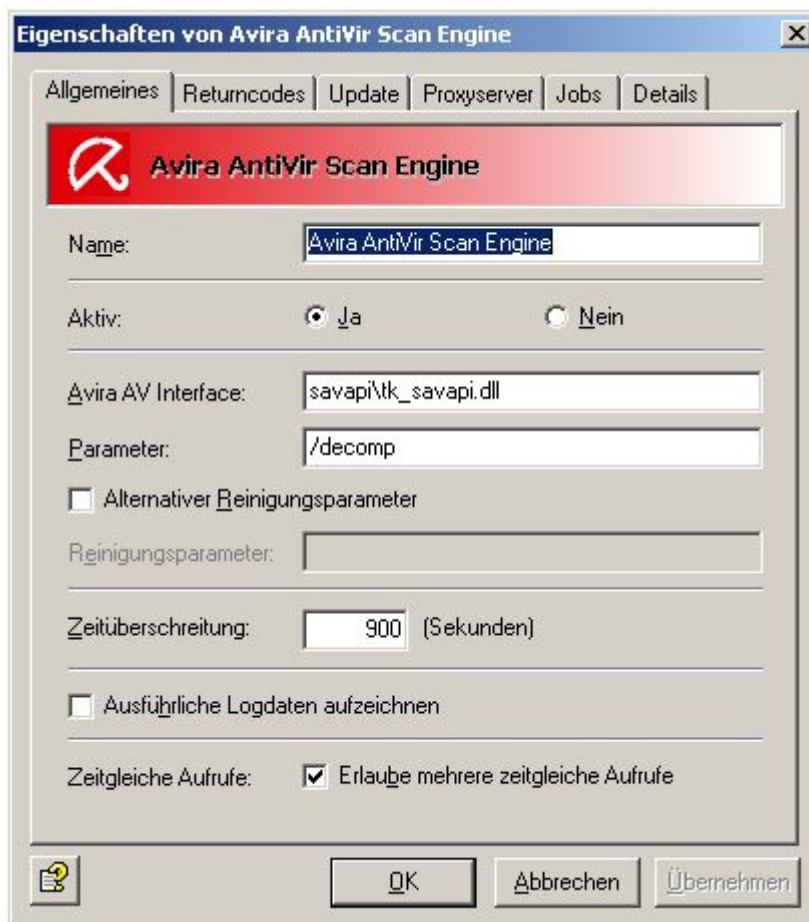 Eigenschaften von Avira AntiVir Scan Engine
Allgemeines Returncodes Update Proxyserver Jobs Details
Avira AntiVir Scan Engine
Name: Avira AntiVir Scan Engine
Aktiv: Ja Nein
Avira AV Interface: savapi\tk_savapi.dll
Parameter: /decomp
Alternativer Reinigungsparameter
Reinigungsparameter:
Zeitüberschreitung: 900 (Sekunden)
Ausführliche Logdaten aufzeichnen
Zeitgleiche Aufrufe: Erlaube mehrere zeitgleiche Aufrufe
OK Abbrechen Übernehmen